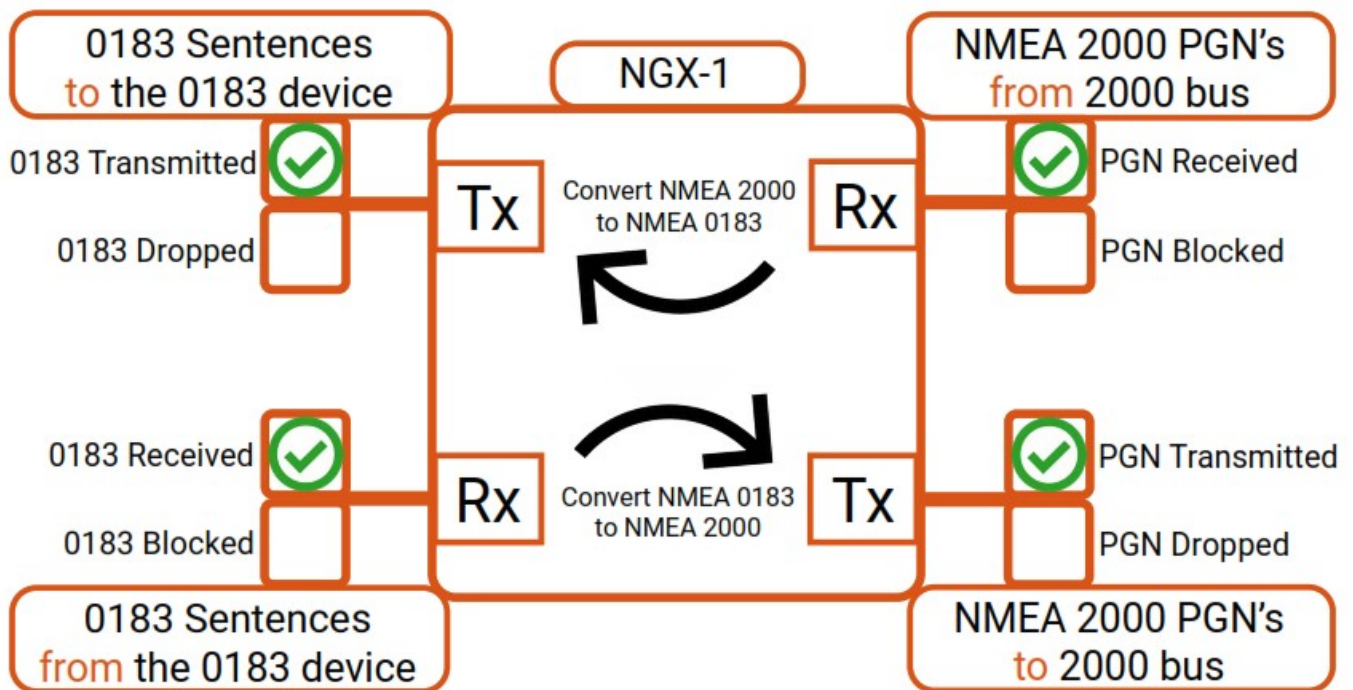 0183 Sentences
to the 0183 device
NGX-1
NMEA 2000 PGN's
from 2000 bus
0183 Transmitted
0183 Dropped
Tx
Convert NMEA 2000
to NMEA 0183
Rx
PGN Received
PGN Blocked
0183 Received
0183 Blocked
Rx
Convert NMEA 0183
to NMEA 2000
Tx
PGN Transmitted
PGN Dropped
0183 Sentences
from the 0183 device
NMEA 2000 PGN's
to 2000 bus